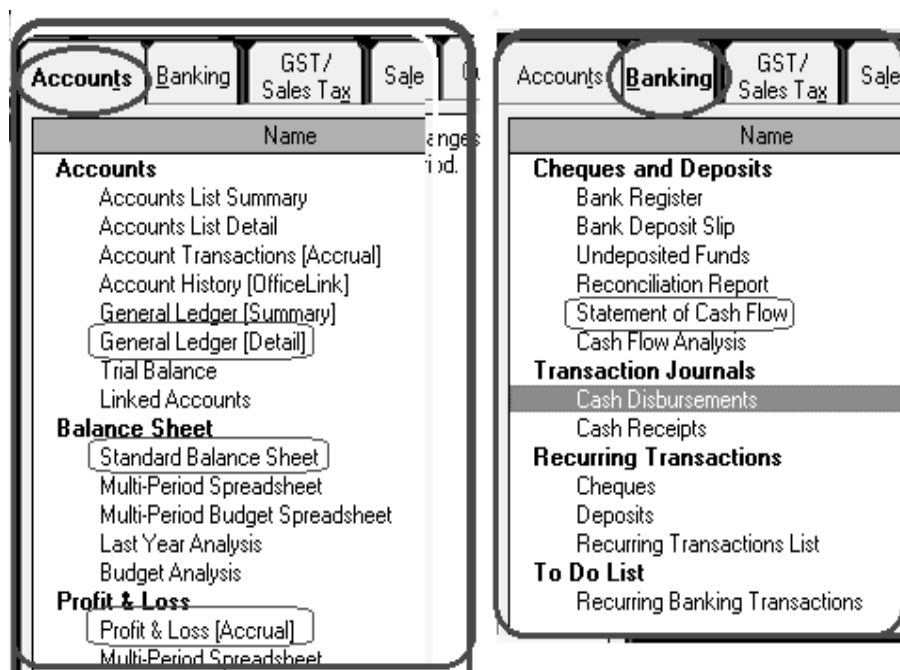 Accounts Banking GST/ Sales Tax Sale
Name
Accounts
Accounts List Summary
Accounts List Detail
Account Transactions [Accrual]
Account History [OfficeLink]
General Ledger [Summary]
General Ledger [Detail]
Trial Balance
Linked Accounts
Balance Sheet
Standard Balance Sheet
Multi-Period Spreadsheet
Multi-Period Budget Spreadsheet
Last Year Analysis
Budget Analysis
Profit & Loss
Profit & Loss [Accrual]
Multi-Period Spreadsheet
Accounts Banking GST/ Sales Tax Sale
Name
Cheques and Deposits
Bank Register
Bank Deposit Slip
Undeposited Funds
Reconciliation Report
Statement of Cash Flow
Cash Flow Analysis
Transaction Journals
Cash Disbursements
Cash Receipts
Recurring Transactions
Cheques
Deposits
Recurring Transactions List
To Do List
Recurring Banking Transactions